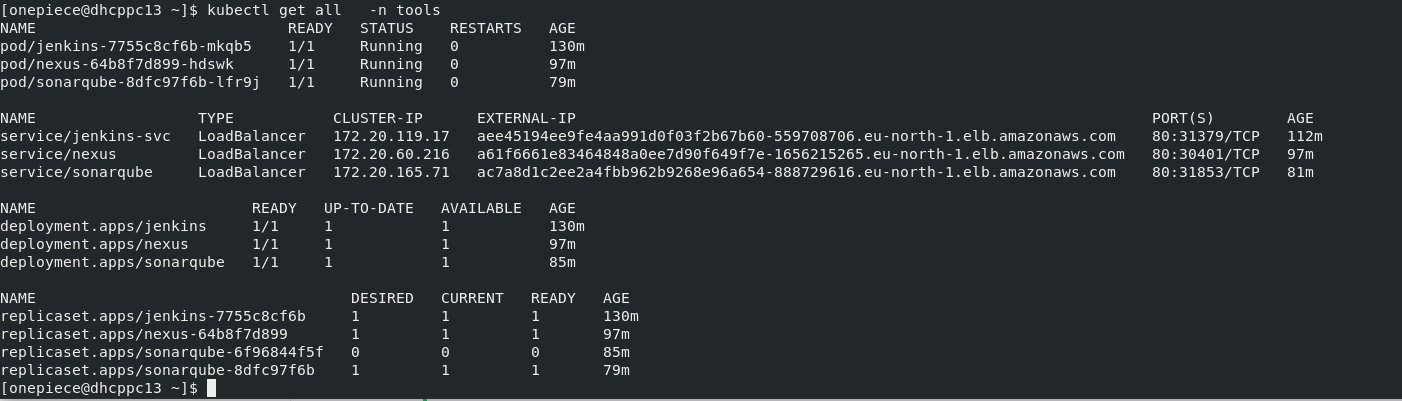 [onepiece@dhcppc13 ~]$ kubectl get all   -n tools
NAME                            READY   STATUS    RESTARTS   AGE
pod/jenkins-7755c8cf6b-mkqb5    1/1     Running   0          130m
pod/nexus-64b8f7d899-hdswk      1/1     Running   0          97m
pod/sonarqube-8dfc97f6b-lfr9j   1/1     Running   0          79m

NAME                  TYPE           CLUSTER-IP      EXTERNAL-IP                                                                PORT(S)        AGE
service/jenkins-svc   LoadBalancer   172.20.119.17   aee45194ee9fe4aa991d0f03f2b67b60-559708706.eu-north-1.elb.amazonaws.com    80:31379/TCP   112m
service/nexus         LoadBalancer   172.20.60.216   a61f6661e83464848a0ee7d90f649f7e-1656215265.eu-north-1.elb.amazonaws.com   80:30401/TCP   97m
service/sonarqube     LoadBalancer   172.20.165.71   ac7a8d1c2ee2a4fbb962b9268e96a654-888729616.eu-north-1.elb.amazonaws.com    80:31853/TCP   81m

NAME                        READY   UP-TO-DATE   AVAILABLE   AGE
deployment.apps/jenkins     1/1     1            1           130m
deployment.apps/nexus       1/1     1            1           97m
deployment.apps/sonarqube   1/1     1            1           85m

NAME                                   DESIRED   CURRENT   READY   AGE
replicaset.apps/jenkins-7755c8cf6b     1         1         1       130m
replicaset.apps/nexus-64b8f7d899       1         1         1       97m
replicaset.apps/sonarqube-6f96844f5f   0         0         0       85m
replicaset.apps/sonarqube-8dfc97f6b    1         1         1       79m
[onepiece@dhcppc13 ~]$